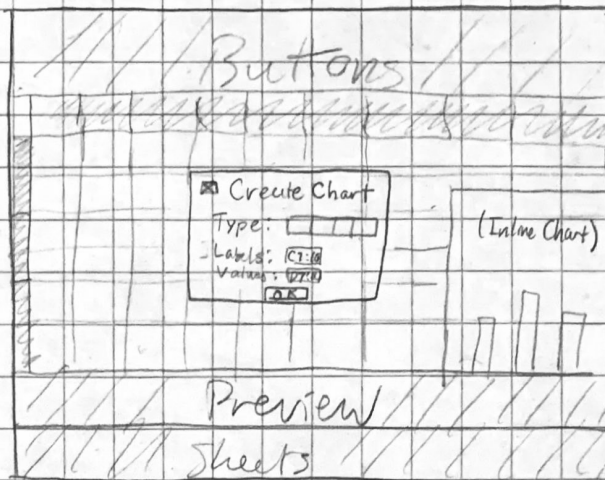 Buttons
Create Chart
Type:
Labels:
Values:
OK
(Inline Chart)
Preview
Sheets